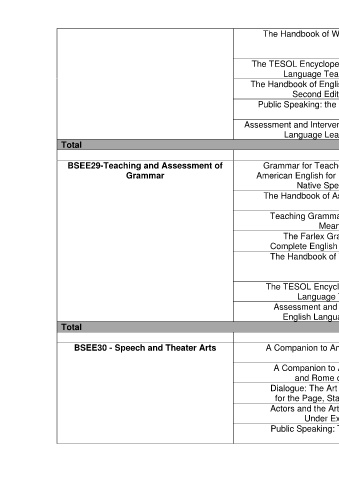 The Handbook of W
The TESOL Encyclope
Language Tea
The Handbook of Englis
Second Edit
Public Speaking: the
Assessment and Interven
Language Lea
Total
BSEE29-Teaching and Assessment of
Grammar
Grammar for Teache
American English for
Native Spe
The Handbook of As
Teaching Gramma
Mean
The Farlex Gra
Complete English
The Handbook of
The TESOL Encycl
Language T
Assessment and
English Langua
Total
BSEE30 - Speech and Theater Arts
A Companion to An
A Companion to A
and Rome o
Dialogue: The Art
for the Page, Sta
Actors and the Art
Under Ex
Public Speaking: T